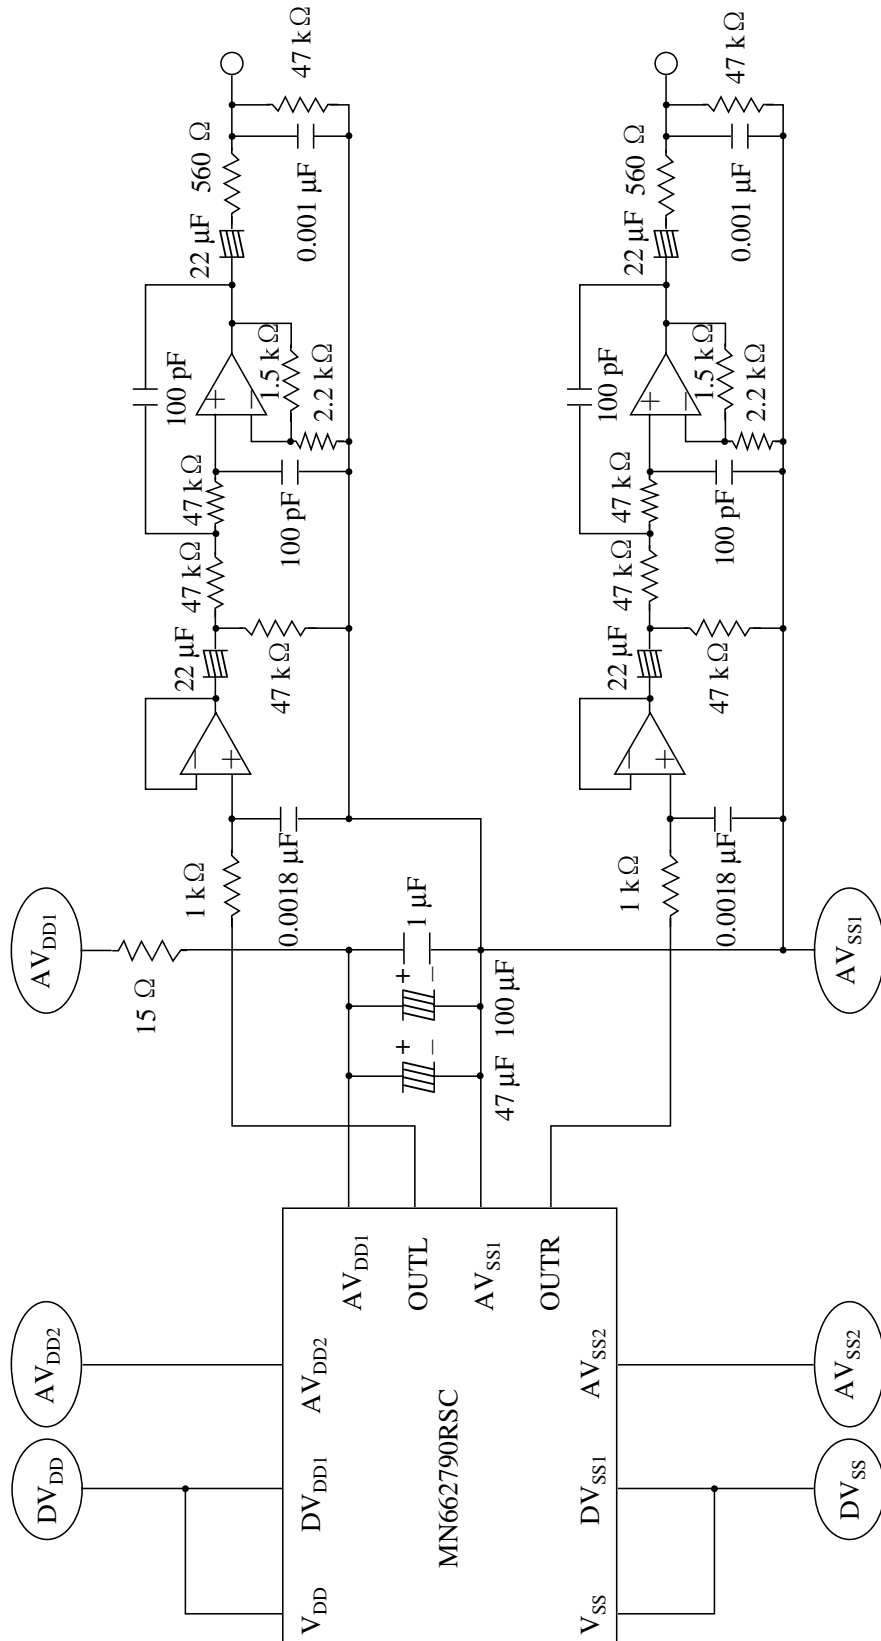 47 kΩ
560 Ω
0.001 µF
22 µF
100 pF
+
−
1.5 kΩ
2.2 kΩ
47 kΩ
100 pF
47 kΩ
22 µF
47 kΩ
−
+
1 kΩ
0.0018 µF
47 kΩ
560 Ω
0.001 µF
22 µF
100 pF
+
−
1.5 kΩ
2.2 kΩ
47 kΩ
100 pF
47 kΩ
22 µF
47 kΩ
−
+
1 kΩ
0.0018 µF
AVDD1
15 Ω
1 µF
+
−
100 µF
+
−
47 µF
AVSS1
AVDD1
OUTL
AVSS1
OUTR
AVDD2
AVDD2
AVSS2
AVSS2
MN662790RSC
DVDD
DVDD1
DVSS1
DVSS
VDD
VSS